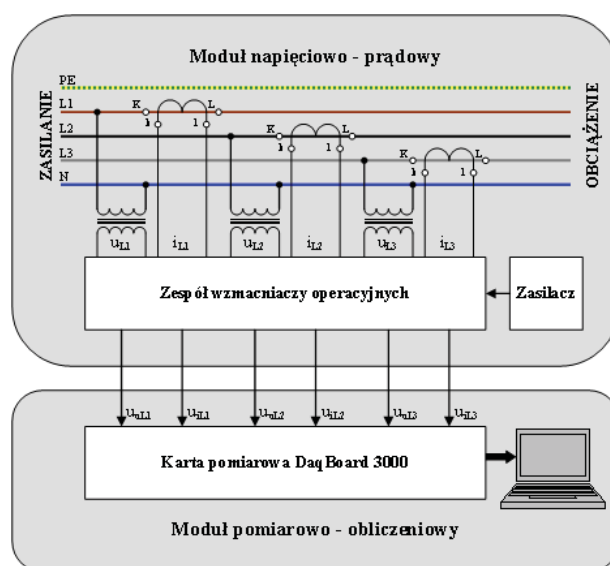 Moduł napięciowo - prądowy
ZASILANIE
OBCIĄŻENIE
PE
L1
K
L
k
l
L2
K
L
k
l
L3
K
L
k
l
N
uL1
iL1
uL2
iL2
uL3
iL3
Zespół wzmacniaczy operacyjnych
Zasilacz
uuL1
uiL1
uuL2
uiL2
uuL3
uiL3
Karta pomiarowa DaqBoard 3000
Moduł pomiarowo - obliczeniowy